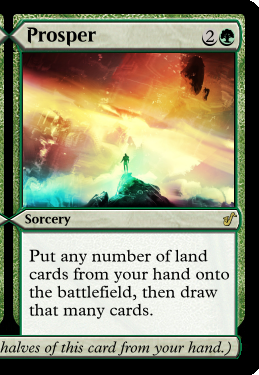 Prosper 2
Sorcery
Put any number of land
cards from your hand onto
the battlefield, then draw
that many cards.
halves of this card from your hand.)